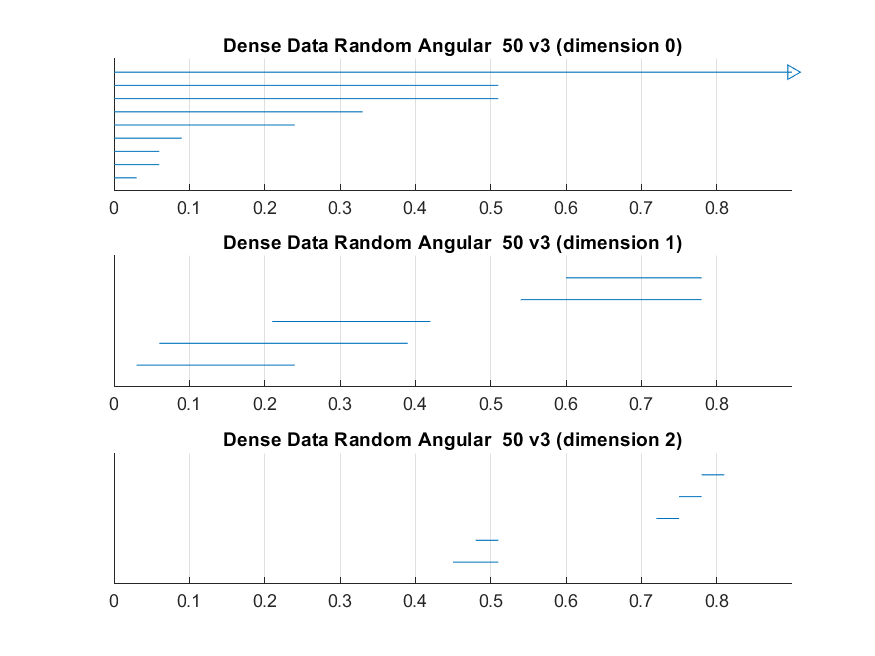 Dense Data Random Angular  50 v3 (dimension 0)
0 0.1 0.2 0.3 0.4 0.5 0.6 0.7 0.8
Dense Data Random Angular  50 v3 (dimension 1)
0 0.1 0.2 0.3 0.4 0.5 0.6 0.7 0.8
Dense Data Random Angular  50 v3 (dimension 2)
0 0.1 0.2 0.3 0.4 0.5 0.6 0.7 0.8